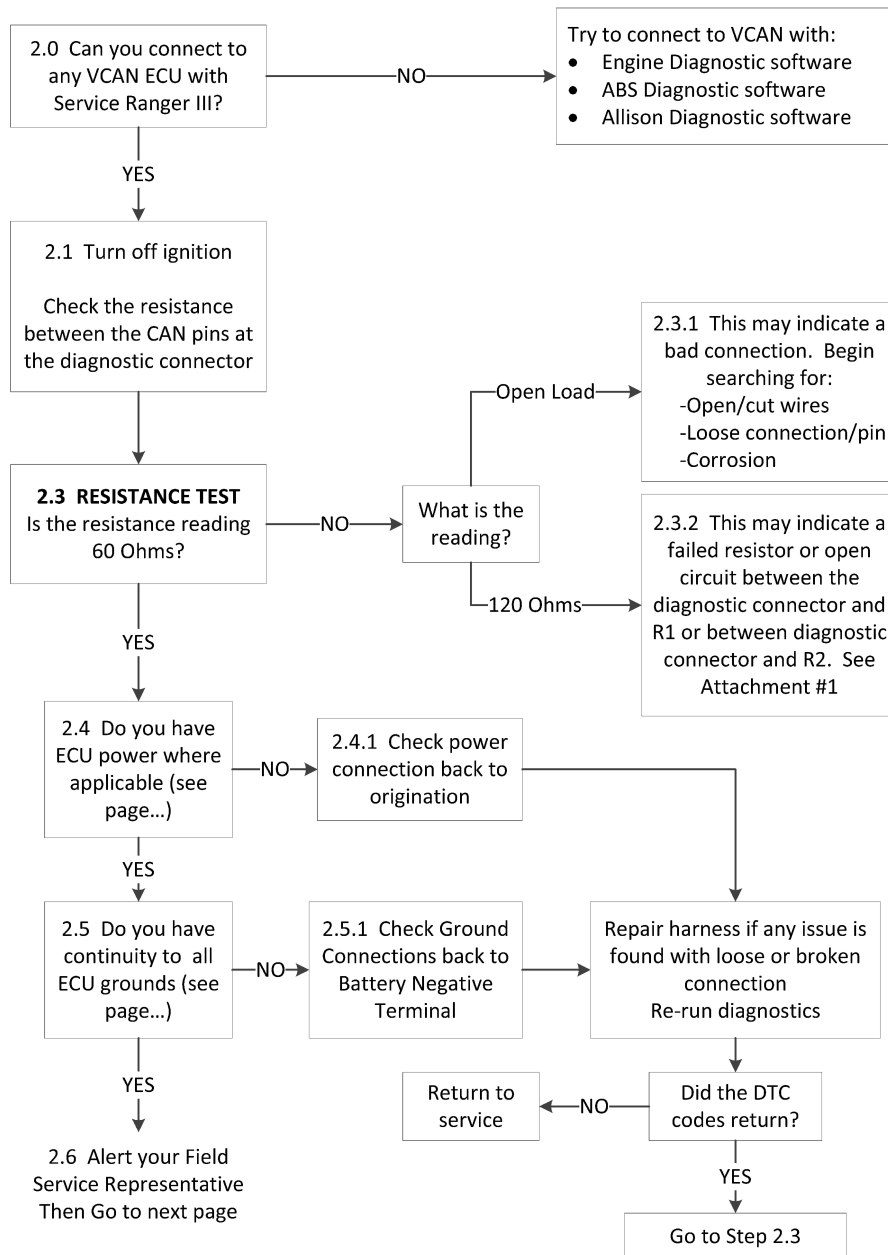 2.0 Can you connect to
any VCAN ECU with
Service Ranger III?
NO
Try to connect to VCAN with:
● Engine Diagnostic software
● ABS Diagnostic software
● Allison Diagnostic software
YES
2.1 Turn off ignition
Check the resistance
between the CAN pins at
the diagnostic connector
2.3 RESISTANCE TEST
Is the resistance reading
60 Ohms?
NO
What is the
reading?
Open Load
2.3.1 This may indicate a
bad connection. Begin
searching for:
-Open/cut wires
-Loose connection/pin
-Corrosion
120 Ohms
2.3.2 This may indicate a
failed resistor or open
circuit between the
diagnostic connector and
R1 or between diagnostic
connector and R2. See
Attachment #1
YES
2.4 Do you have
ECU power where
applicable (see
page…)
NO
2.4.1 Check power
connection back to
origination
YES
2.5 Do you have
continuity to all
ECU grounds (see
page…)
NO
2.5.1 Check Ground
Connections back to
Battery Negative
Terminal
Repair harness if any issue is
found with loose or broken
connection
Re-run diagnostics
YES
2.6 Alert your Field
Service Representative
Then Go to next page
Did the DTC
codes return?
NO
Return to
service
YES
Go to Step 2.3